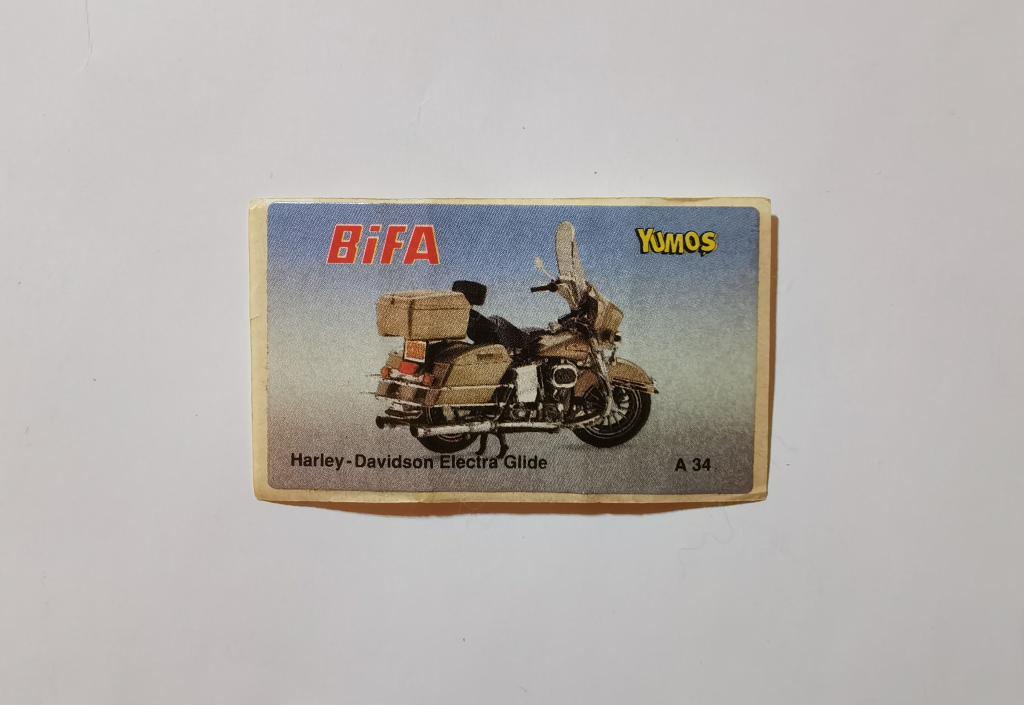 BiFA
YUMOŞ
Harley-Davidson Electra Glide
A 34